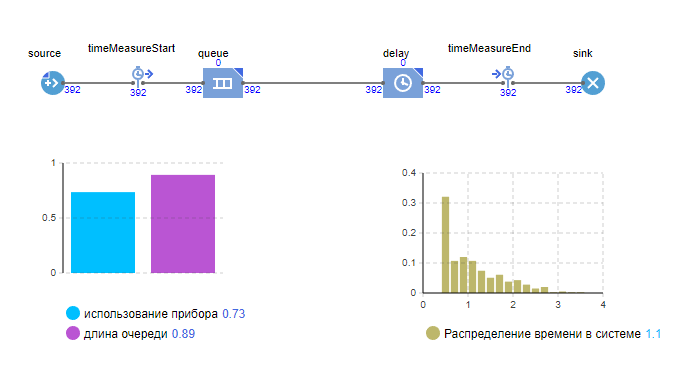 source timeMeasureStart queue delay timeMeasureEnd sink
0 0
392 392 392 392 392 392 392 392
1
0.5
0
0.4
0.3
0.2
0.1
0
0 1 2 3 4
использование прибора 0.73
длина очереди 0.89
Распределение времени в системе 1.1